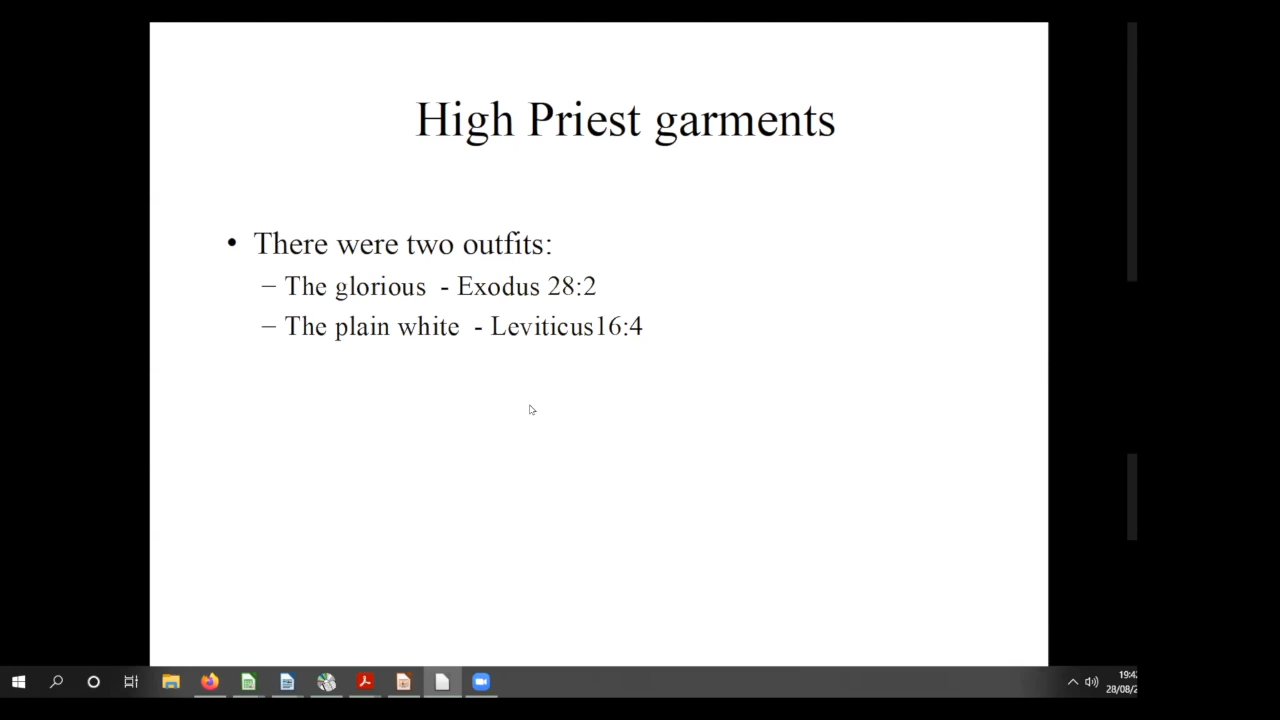 High Priest garments
• There were two outfits:
– The glorious - Exodus 28:2
– The plain white - Leviticus16:4